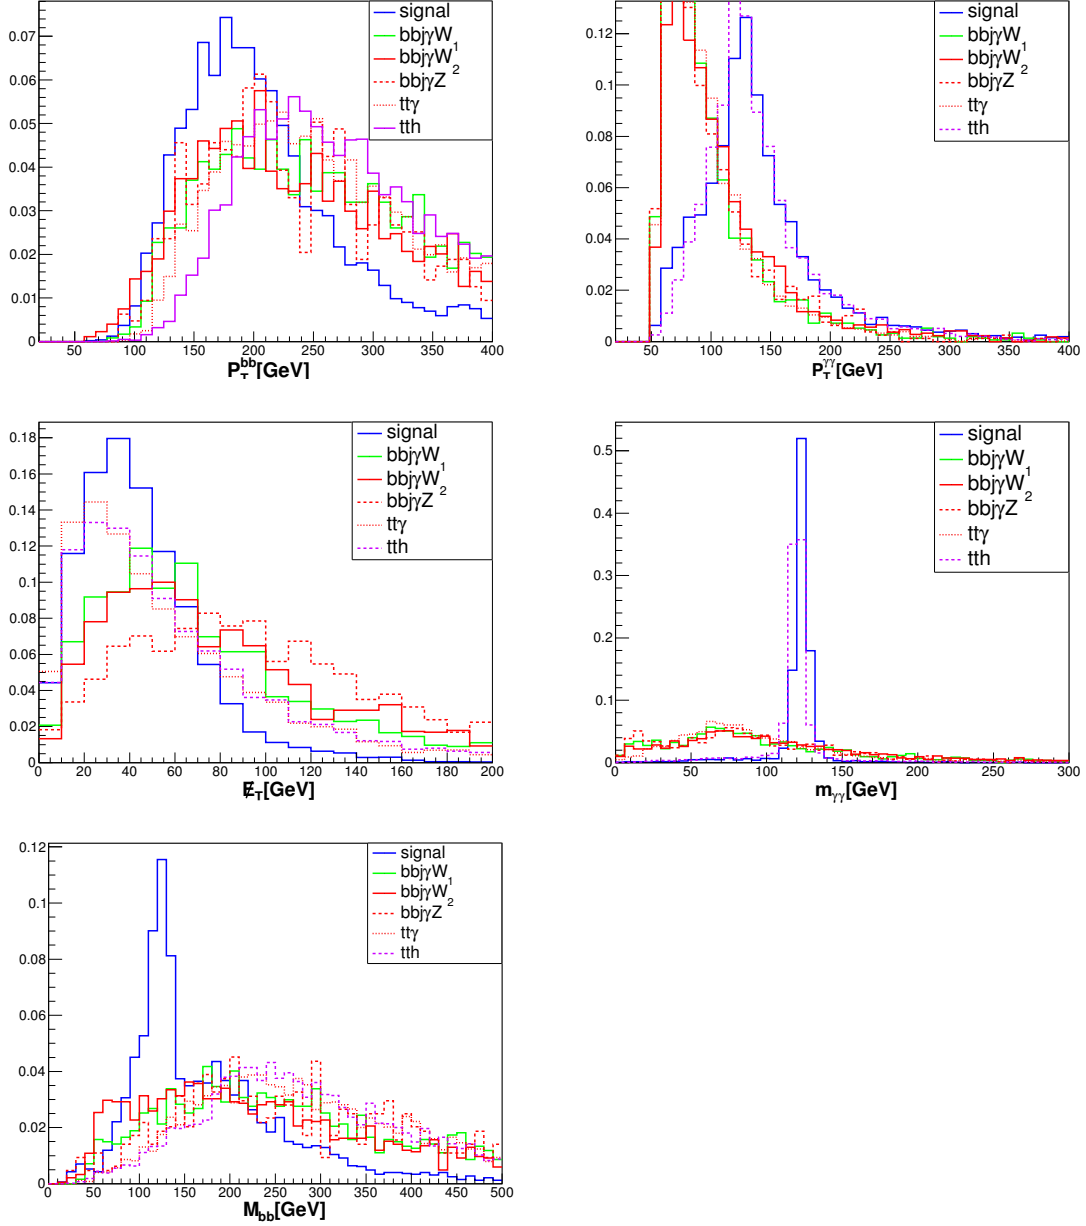 signal
bbjγW
bbjγW 1
bbjγZ 2
ttγ
tth
0 0.01 0.02 0.03 0.04 0.05 0.06 0.07
50 100 150 200 250 300 350 400
P_T^bb[GeV]
signal
bbjγW
bbjγW 1
bbjγZ 2
ttγ
tth
0 0.02 0.04 0.06 0.08 0.1 0.12
50 100 150 200 250 300 350 400
P_T^γγ[GeV]
signal
bbjγW
bbjγW 1
bbjγZ 2
ttγ
tth
0 0.02 0.04 0.06 0.08 0.1 0.12 0.14 0.16 0.18
0 20 40 60 80 100 120 140 160 180 200
E̸_T[GeV]
signal
bbjγW
bbjγW 1
bbjγZ 2
ttγ
tth
0 0.1 0.2 0.3 0.4 0.5
0 50 100 150 200 250 300
m_γγ[GeV]
signal
bbjγW
bbjγW 1
bbjγZ 2
ttγ
tth
0 0.02 0.04 0.06 0.08 0.1 0.12
0 50 100 150 200 250 300 350 400 450 500
M_bb[GeV]